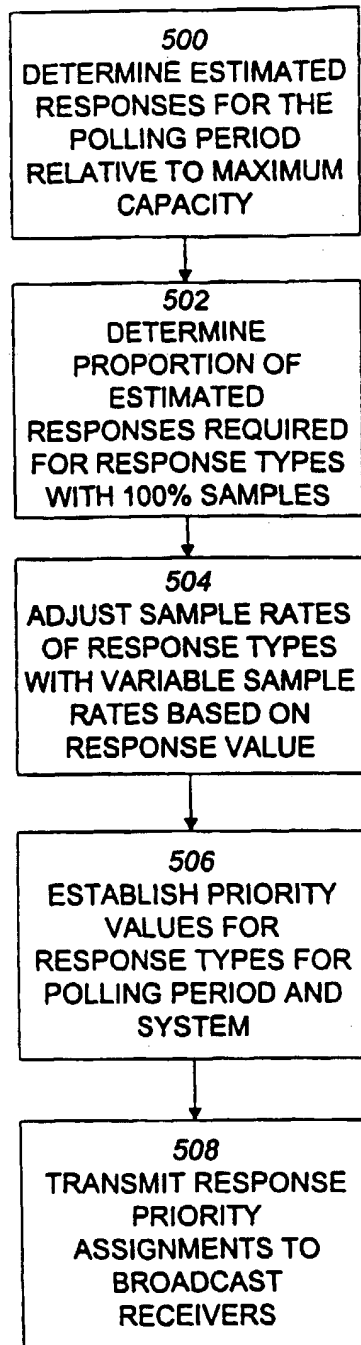 500
DETERMINE ESTIMATED
RESPONSES FOR THE
POLLING PERIOD
RELATIVE TO MAXIMUM
CAPACITY
502
DETERMINE
PROPORTION OF
ESTIMATED
RESPONSES REQUIRED
FOR RESPONSE TYPES
WITH 100% SAMPLES
504
ADJUST SAMPLE RATES
OF RESPONSE TYPES
WITH VARIABLE SAMPLE
RATES BASED ON
RESPONSE VALUE
506
ESTABLISH PRIORITY
VALUES FOR
RESPONSE TYPES FOR
POLLING PERIOD AND
SYSTEM
508
TRANSMIT RESPONSE
PRIORITY
ASSIGNMENTS TO
BROADCAST
RECEIVERS